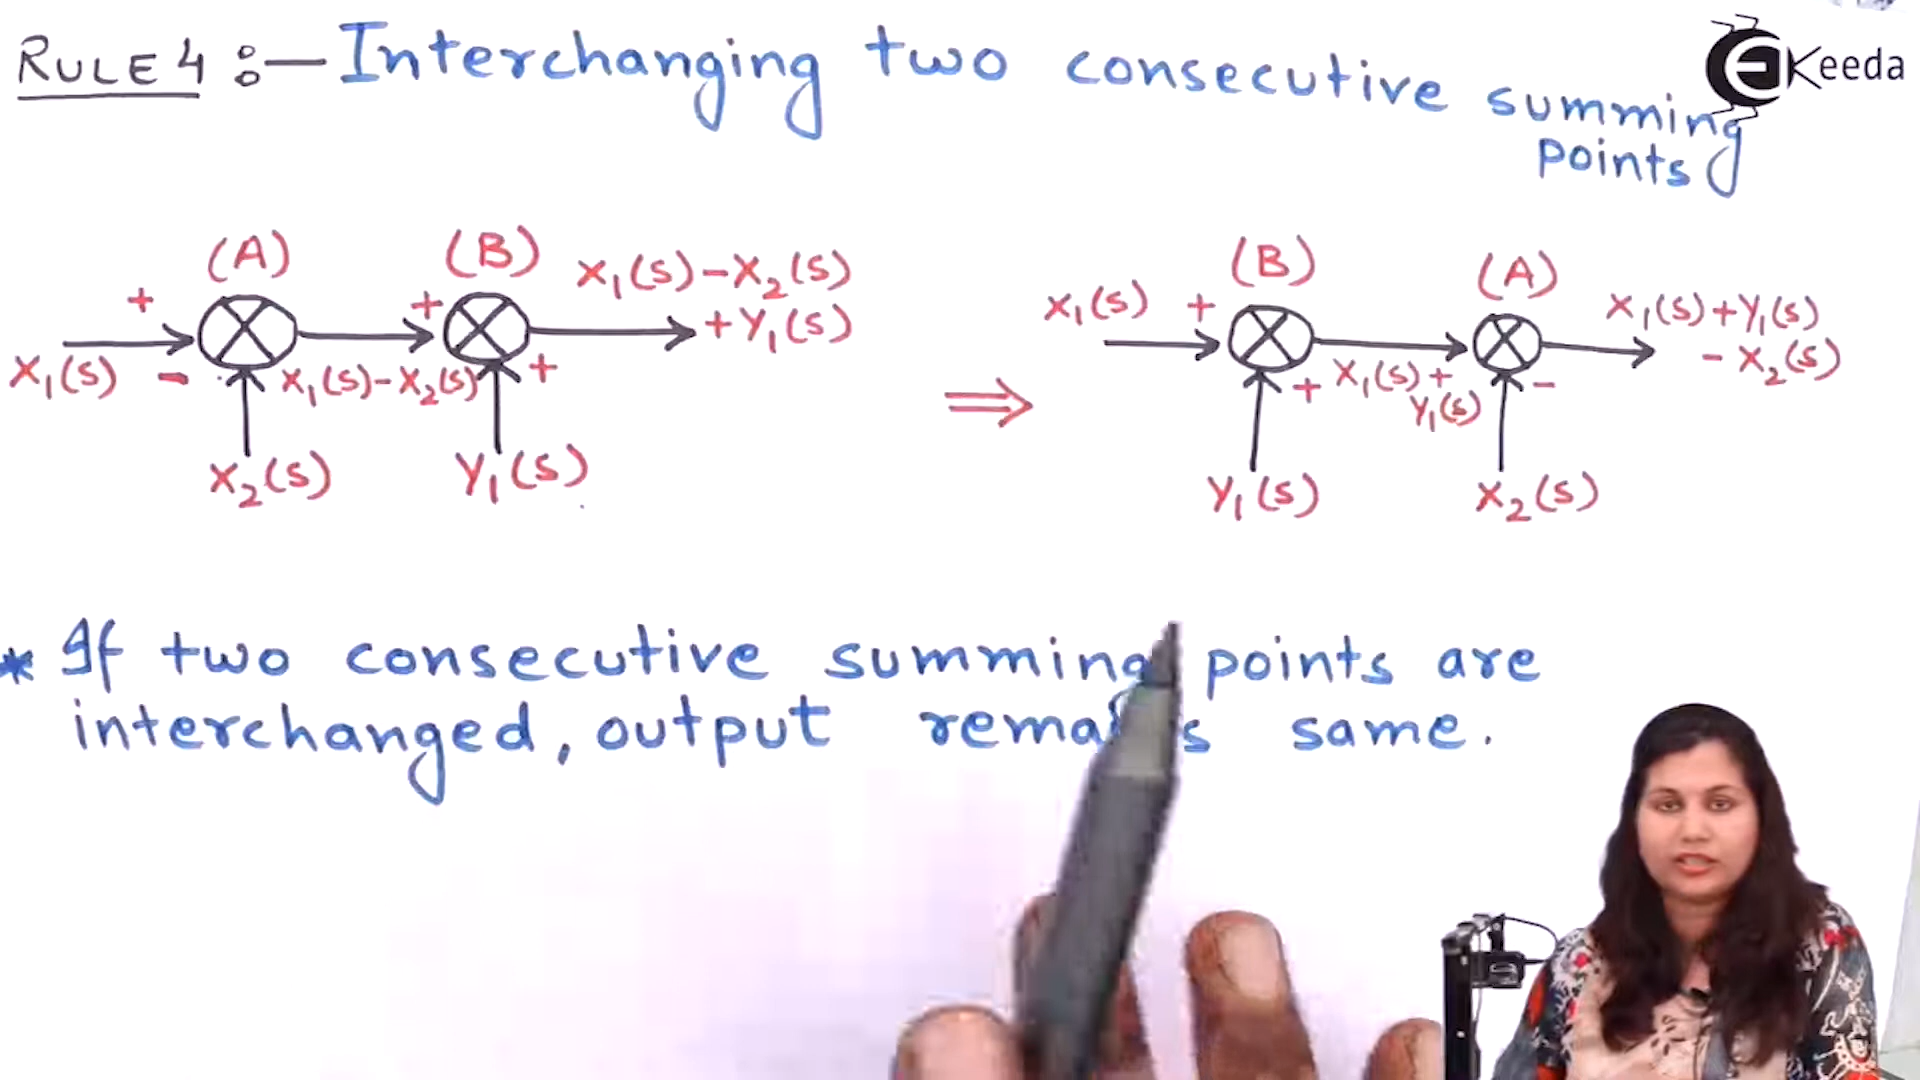 RULE 4 :— Interchanging two consecutive summing
points
Keeda
(A) (B) X₁(s)-X₂(s)
+Y₁(s)
+ +
X₁(s) - X₁(s)-X₂(s) +
X₂(s) Y₁(s)
⇒
(B) (A)
X₁(s) + X₁(s)+Y₁(s)
- X₂(s)
+ X₁(s)+ -
Y₁(s)
Y₁(s) X₂(s)
* If two consecutive summing points are
interchanged, output same.